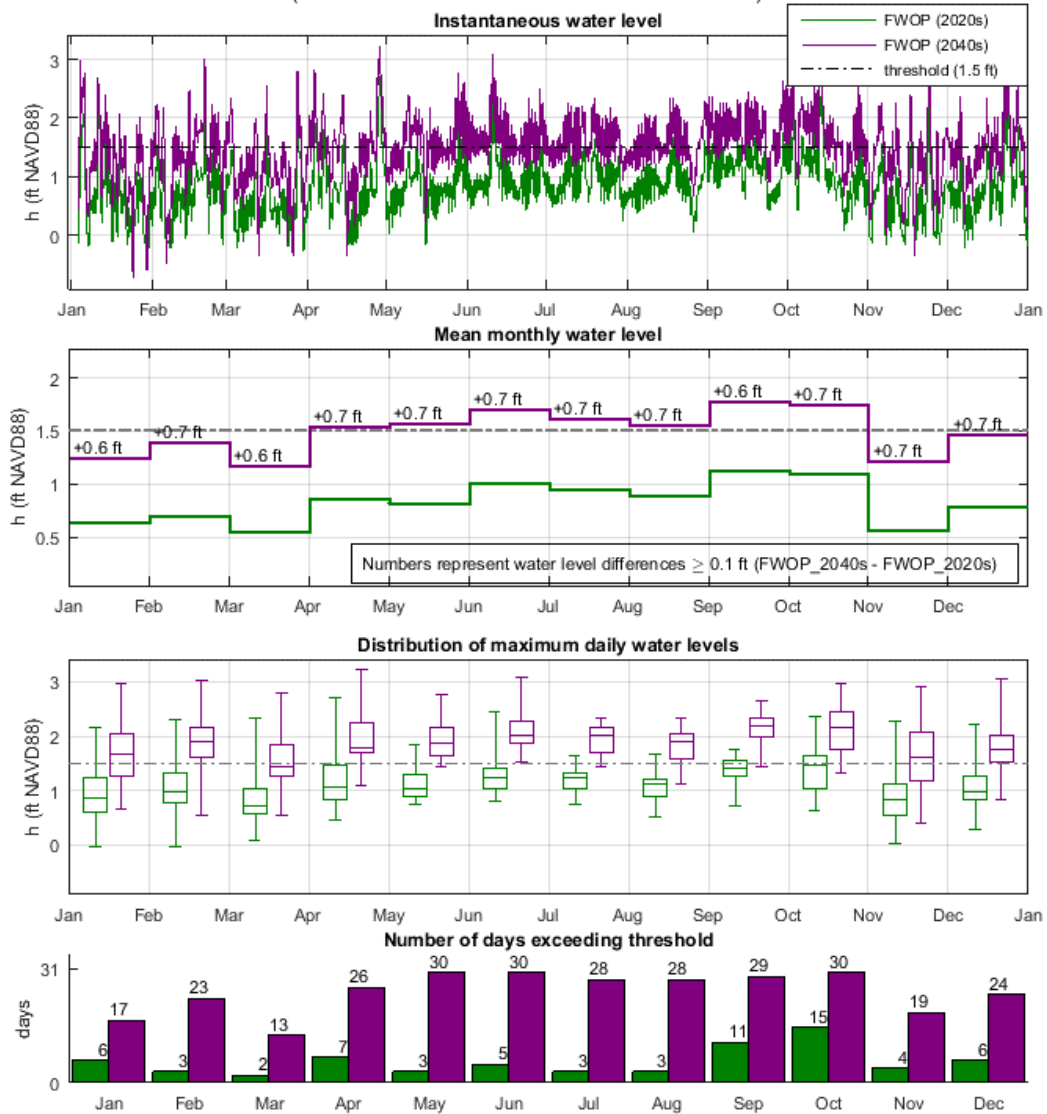 Instantaneous water level
FWOP (2020s)
FWOP (2040s)
threshold (1.5 ft)
h (ft NAVD88)
3
2
1
0
Jan Feb Mar Apr May Jun Jul Aug Sep Oct Nov Dec Jan
Mean monthly water level
h (ft NAVD88)
2
1.5
1
0.5
+0.6 ft +0.7 ft +0.6 ft +0.7 ft +0.7 ft +0.7 ft +0.7 ft +0.7 ft +0.6 ft +0.7 ft +0.7 ft +0.7 ft
Numbers represent water level differences ≥ 0.1 ft (FWOP_2040s - FWOP_2020s)
Jan Feb Mar Apr May Jun Jul Aug Sep Oct Nov Dec
Distribution of maximum daily water levels
h (ft NAVD88)
3
2
1
0
Jan Feb Mar Apr May Jun Jul Aug Sep Oct Nov Dec Jan
Number of days exceeding threshold
days
31
0
6 17 3 23 2 13 7 26 3 30 5 30 3 28 3 28 11 29 15 30 4 19 6 24
Jan Feb Mar Apr May Jun Jul Aug Sep Oct Nov Dec